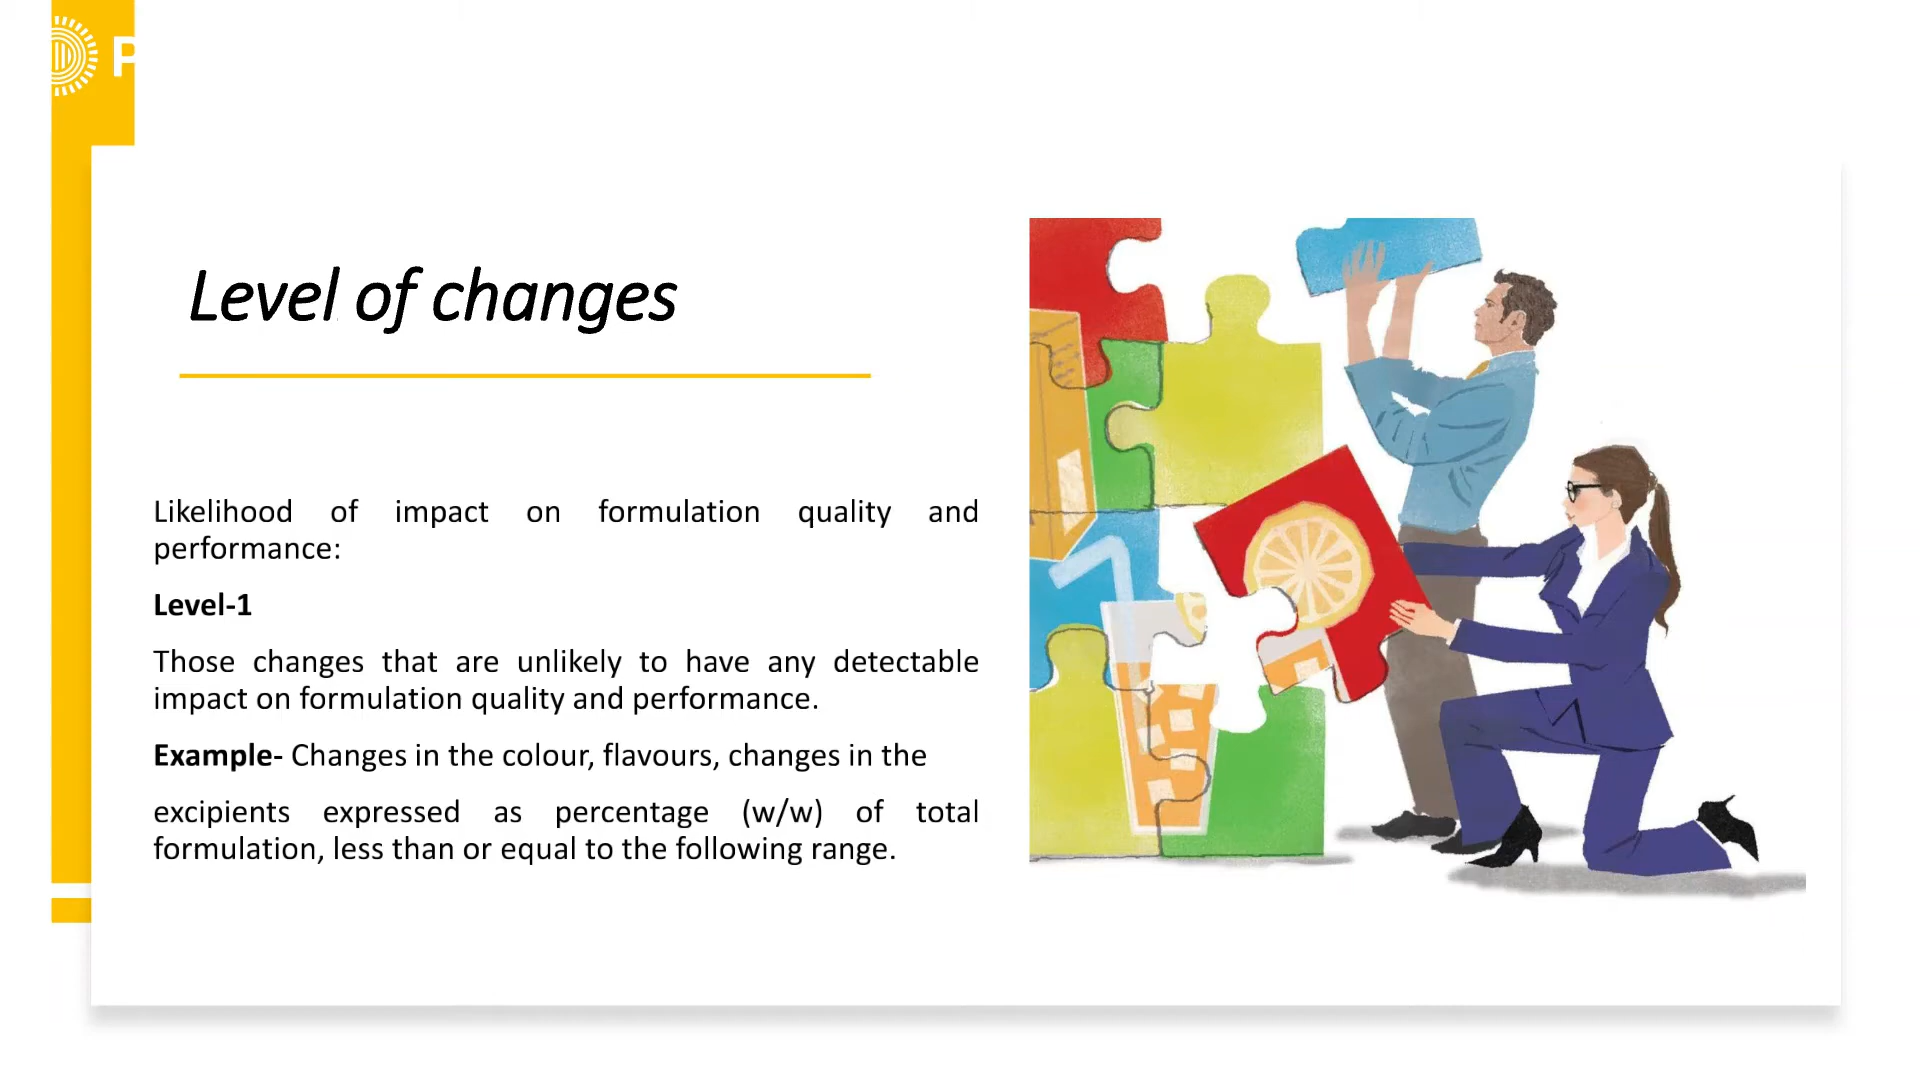 P
Level of changes
Likelihood of impact on formulation quality and
performance:
Level-1
Those changes that are unlikely to have any detectable
impact on formulation quality and performance.
Example- Changes in the colour, flavours, changes in the
excipients expressed as percentage (w/w) of total
formulation, less than or equal to the following range.